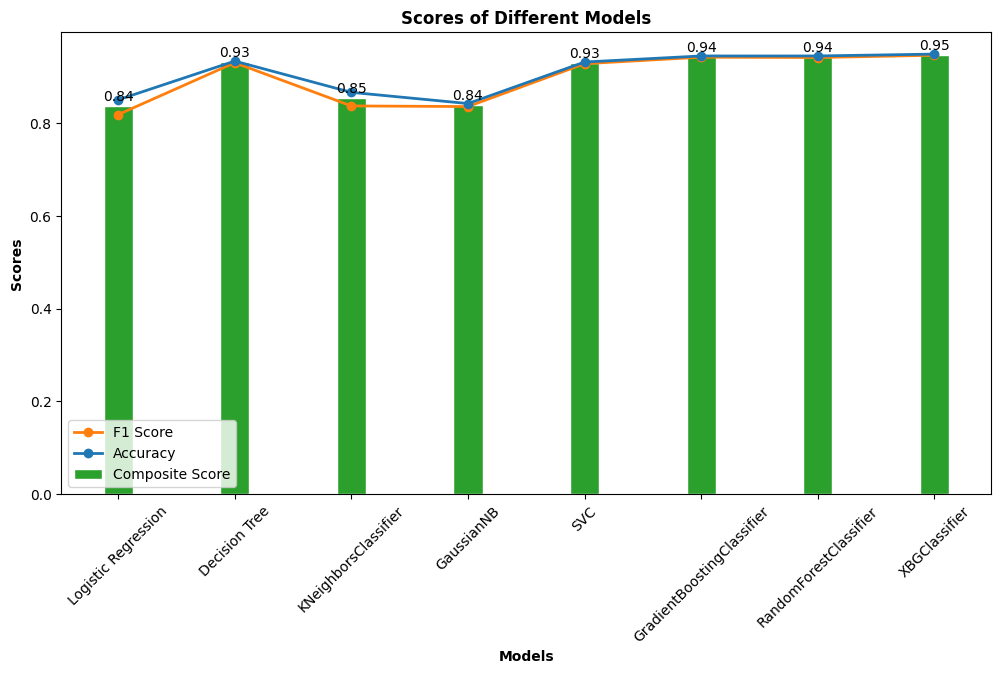 Scores of Different Models
0.84
0.93
0.85
0.84
0.93
0.94
0.94
0.95
Scores
0.8
0.6
0.4
0.2
0.0
F1 Score
Accuracy
Composite Score
Logistic Regression
Decision Tree
KNeighborsClassifier
GaussianNB
SVC
GradientBoostingClassifier
RandomForestClassifier
XBGClassifier
Models